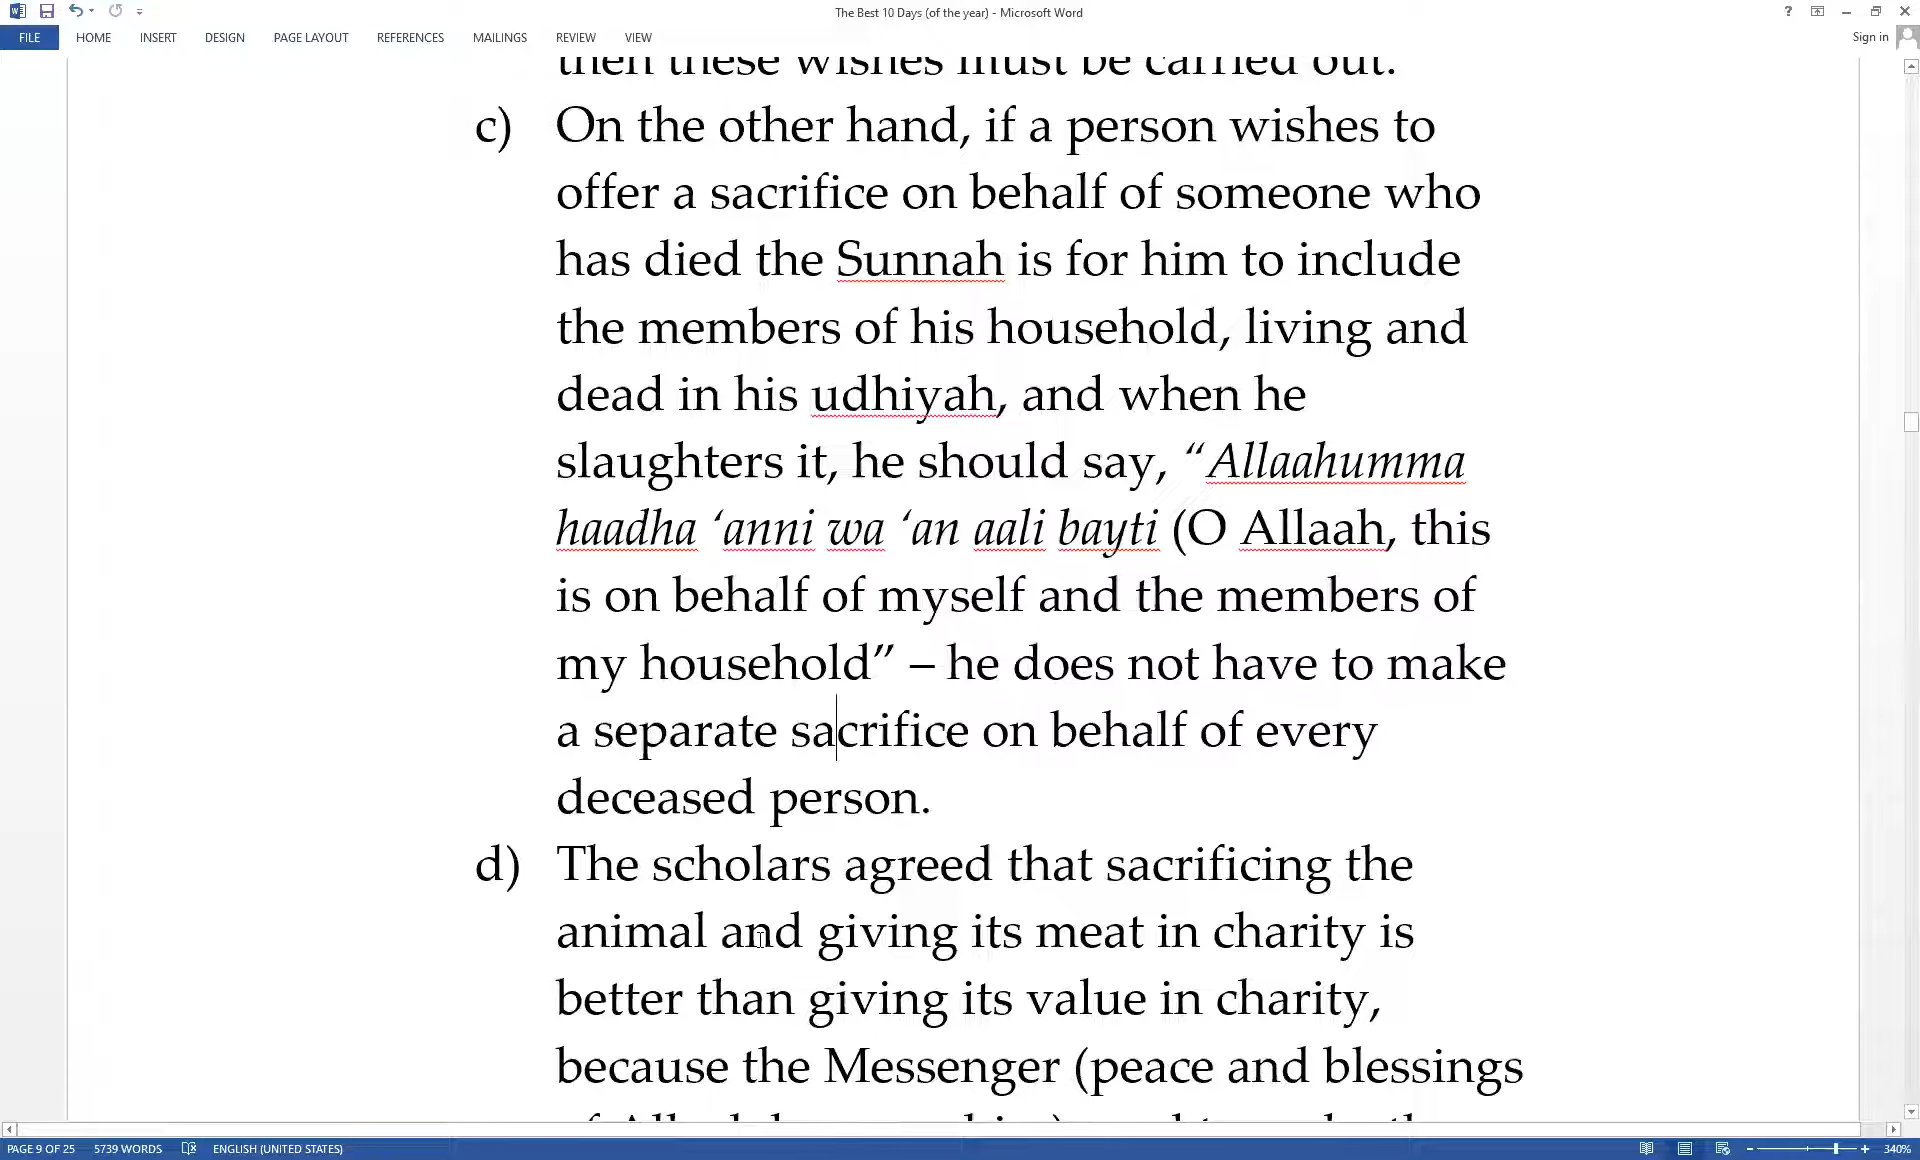 The Best 10 Days (of the year) - Microsoft Word
?
FILE HOME INSERT DESIGN PAGE LAYOUT REFERENCES MAILINGS REVIEW VIEW
Sign in
then these wishes must be carried out.
c) On the other hand, if a person wishes to
offer a sacrifice on behalf of someone who
has died the Sunnah is for him to include
the members of his household, living and
dead in his udhiyah, and when he
slaughters it, he should say, “Allaahumma
haadha ‘anni wa ‘an aali bayti (O Allaah, this
is on behalf of myself and the members of
my household” – he does not have to make
a separate sacrifice on behalf of every
deceased person.
d) The scholars agreed that sacrificing the
animal and giving its meat in charity is
better than giving its value in charity,
because the Messenger (peace and blessings
PAGE 9 OF 25 5739 WORDS ENGLISH (UNITED STATES) 340%